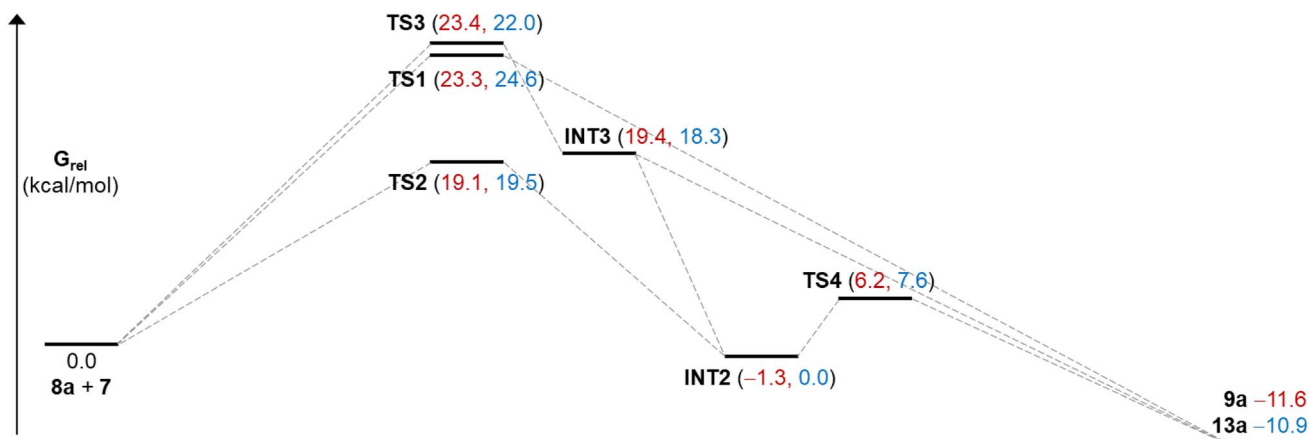 TS3 (23.4, 22.0)
TS1 (23.3, 24.6)
INT3 (19.4, 18.3)
G_rel
(kcal/mol)
TS2 (19.1, 19.5)
TS4 (6.2, 7.6)
0.0
8a + 7
INT2 (−1.3, 0.0)
9a −11.6
13a −10.9